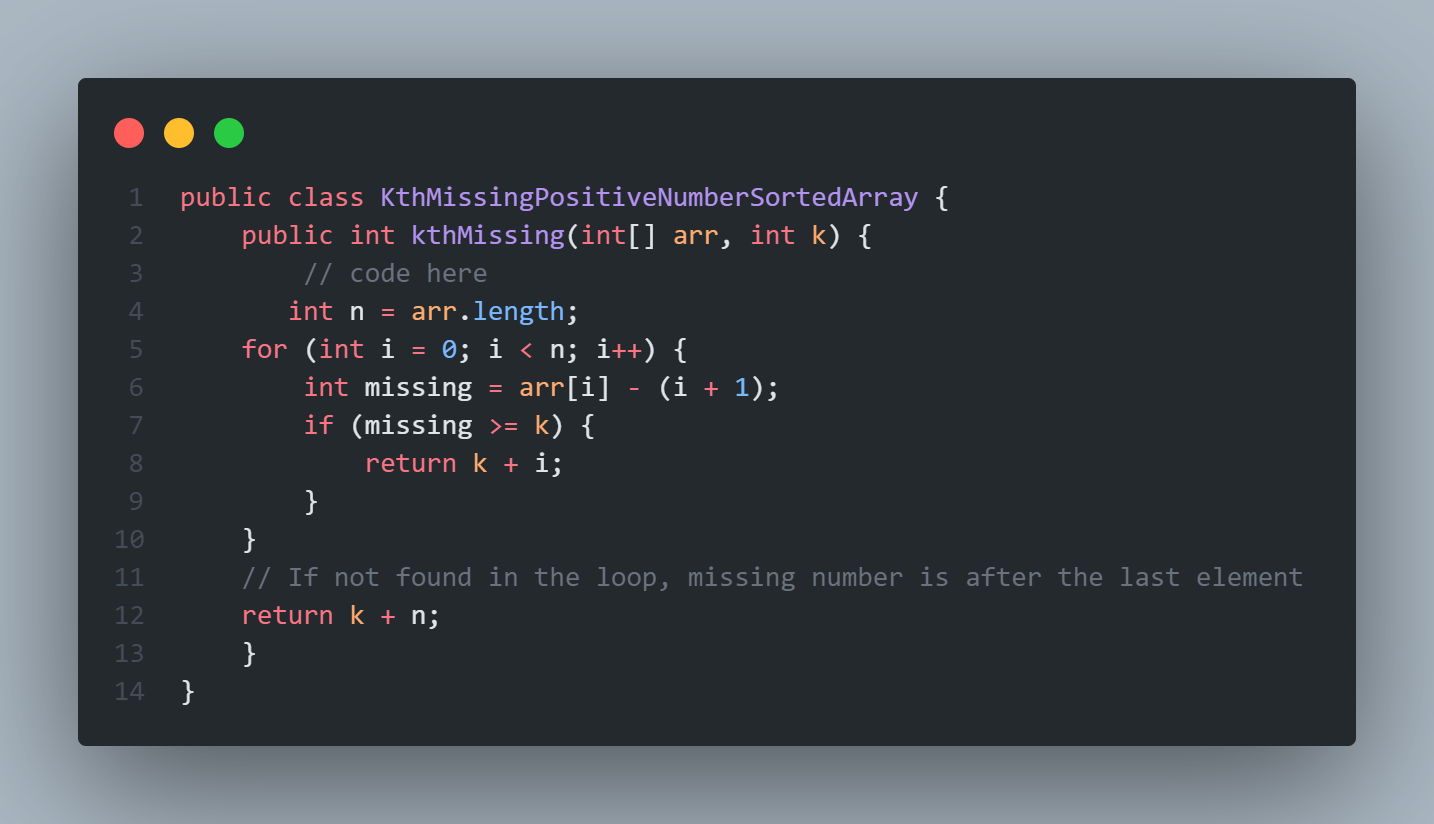 1 public class KthMissingPositiveNumberSortedArray {
2     public int kthMissing(int[] arr, int k) {
3         // code here
4        int n = arr.length;
5     for (int i = 0; i < n; i++) {
6         int missing = arr[i] - (i + 1);
7         if (missing >= k) {
8             return k + i;
9         }
10     }
11     // If not found in the loop, missing number is after the last element
12     return k + n;
13     }
14 }